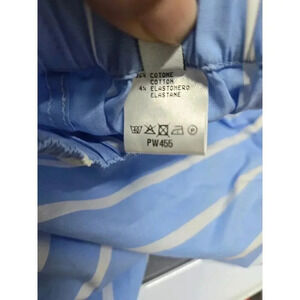 COTONE
COTTON
4% ELASTOMERO
ELASTANE
PW455